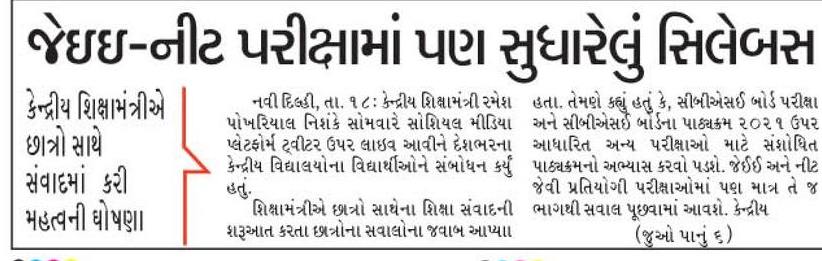 જેઇઇ-નીટ પરીક્ષામાં પણ સુધારેલું સિલેબસ
કેન્દ્રીય શિક્ષામંત્રીએ
છાત્રો સાથે
સંવાદમાં કરી
મહત્વની ઘોષણા
નવી દિલ્હી, તા. ૧૮: કેન્દ્રીય શિક્ષામંત્રી રમેશ
પોખરિયાલ નિશંકે સોમવારે સોશિયલ મીડિયા
પ્લેટફોર્મ ટ્વીટર ઉપર લાઇવ આવીને દેશભરના
કેન્દ્રીય વિદ્યાલયોના વિદ્યાર્થીઓને સંબોધન કર્યું
હતું.
શિક્ષામંત્રીએ છાત્રો સાથેના શિક્ષા સંવાદની
શરૂઆત કરતા છાત્રોના સવાલોના જવાબ આપ્યા
હતા. તેમણે કહ્યું હતું કે, સીબીએસઈ બોર્ડ પરીક્ષા
અને સીબીએસઈ બોર્ડના પાઠ્યક્રમ ૨૦૨૧ ઉપર
આધારિત અન્ય પરીક્ષાઓ માટે સંશોધિત
પાઠ્યક્રમનો અભ્યાસ કરવો પડશે. જેઈઈ અને નીટ
જેવી પ્રતિયોગી પરીક્ષાઓમાં પણ માત્ર તે જ
ભાગથી સવાલ પૂછવામાં આવશે. કેન્દ્રીય
(જુઓ પાનું ૬)